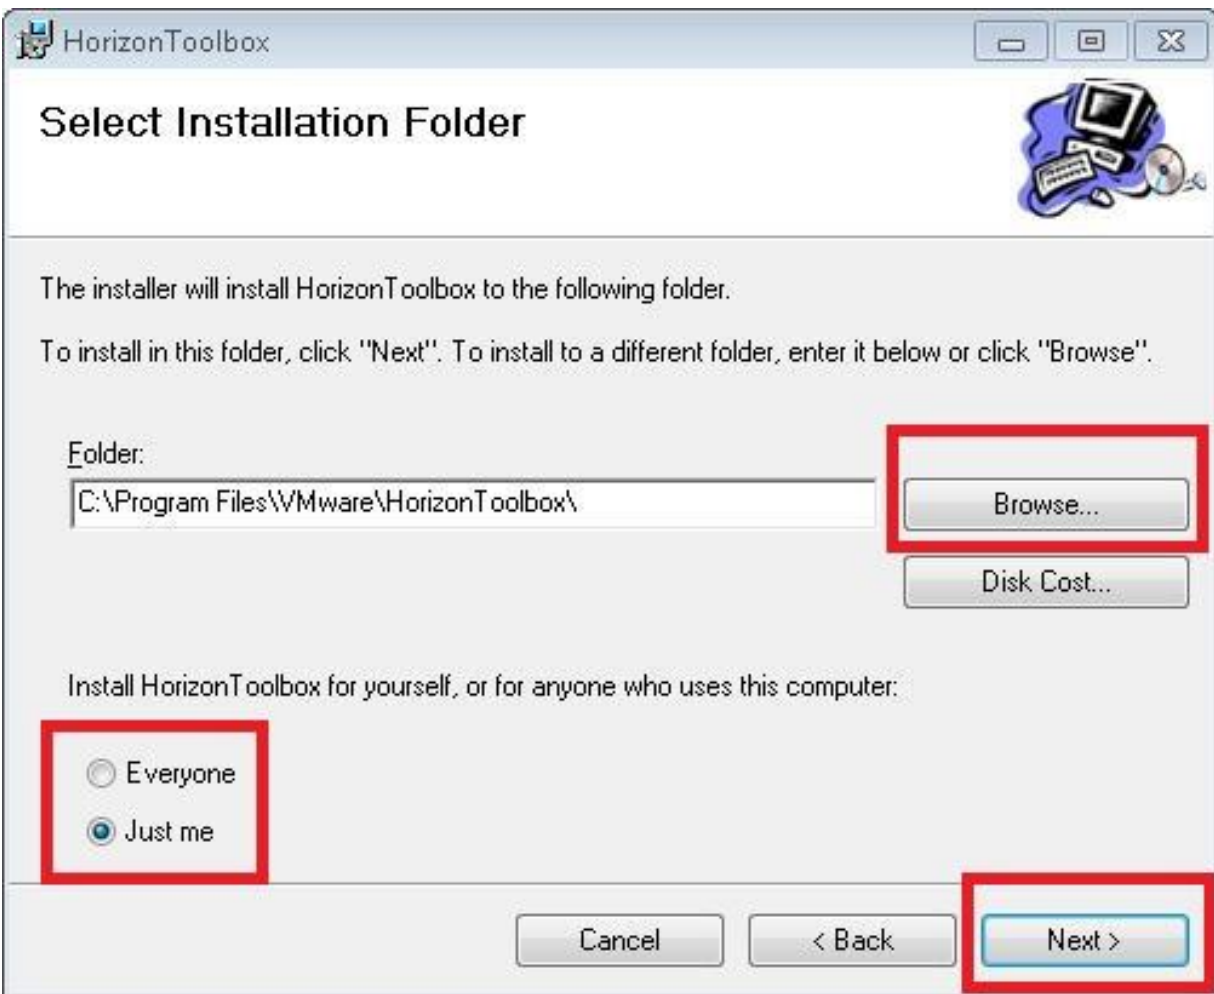 HorizonToolbox
Select Installation Folder
The installer will install HorizonToolbox to the following folder.
To install in this folder, click "Next". To install to a different folder, enter it below or click "Browse".
Folder:
C:\Program Files\VMware\HorizonToolbox\
Browse...
Disk Cost...
Install HorizonToolbox for yourself, or for anyone who uses this computer:
Everyone
Just me
Cancel
< Back
Next >